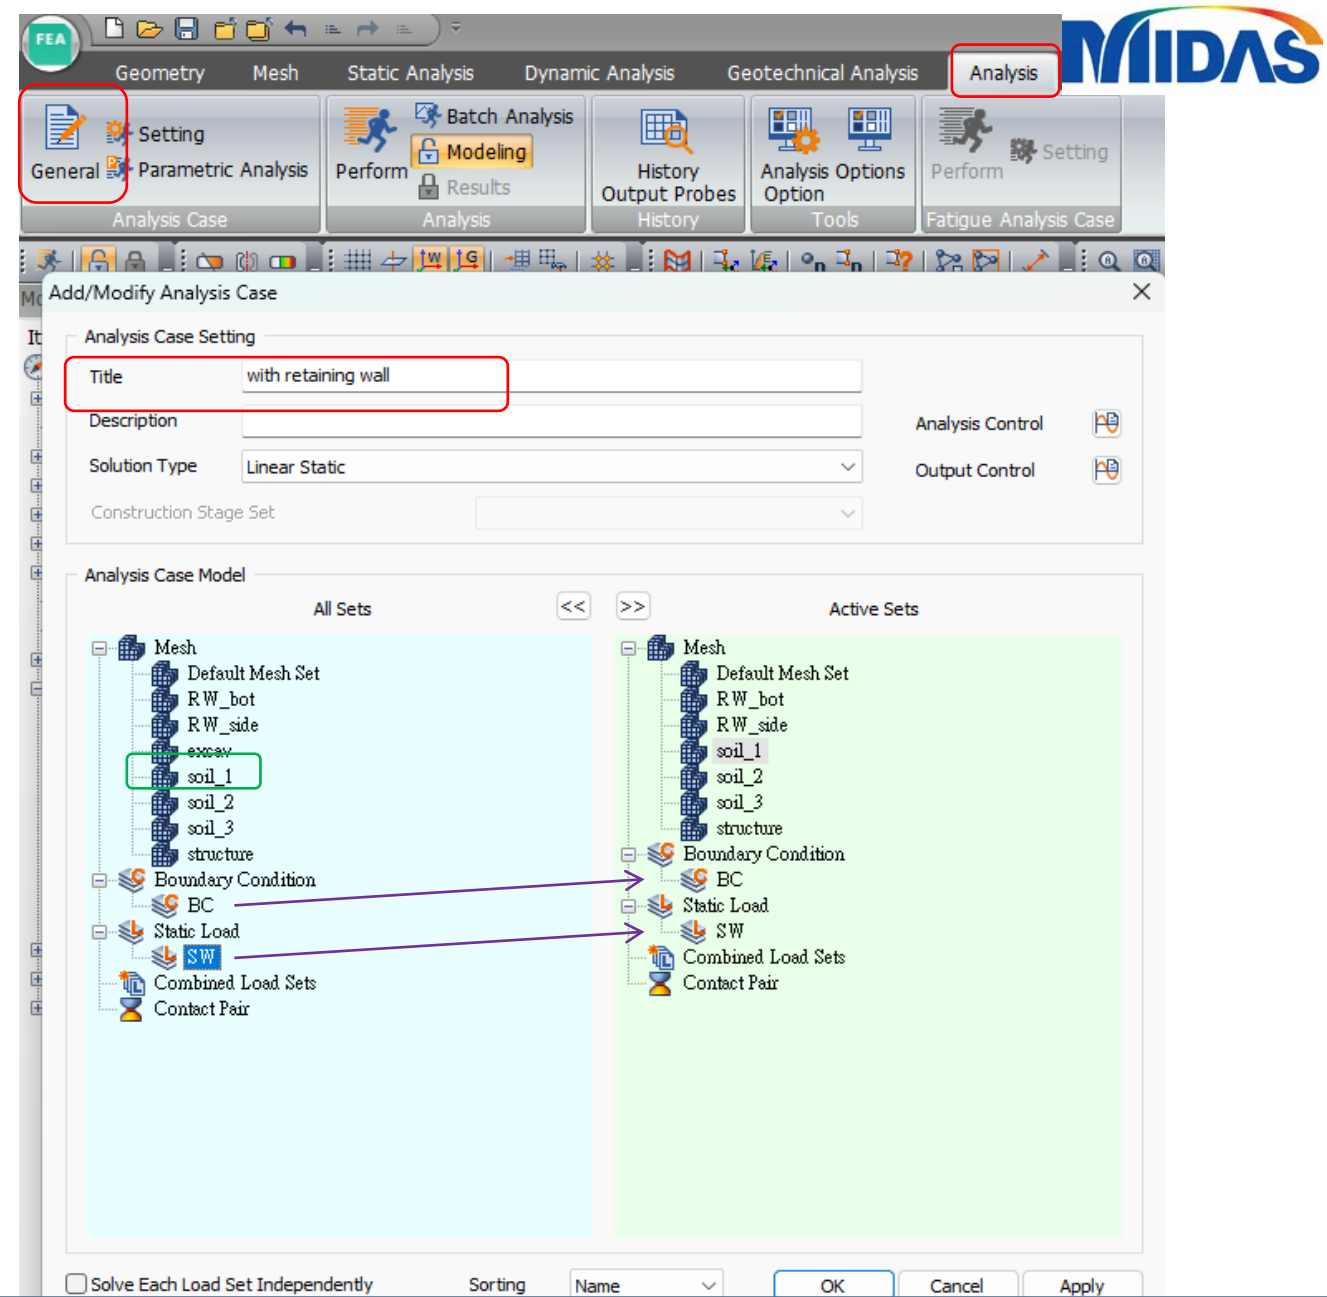 FEA
MIDAS
Geometry Mesh Static Analysis Dynamic Analysis Geotechnical Analysis Analysis
General
Setting
Parametric Analysis
Analysis Case
Perform
Batch Analysis
Modeling
Results
Analysis
History
Output Probes
History
Analysis Options
Option
Tools
Perform
Setting
Fatigue Analysis Case
Add/Modify Analysis Case
Analysis Case Setting
Title with retaining wall
Description
Analysis Control
Solution Type Linear Static
Output Control
Construction Stage Set
Analysis Case Model
All Sets << >> Active Sets
Mesh
Default Mesh Set
RW_bot
RW_side
excav
soil_1
soil_2
soil_3
structure
Boundary Condition
BC
Static Load
SW
Combined Load Sets
Contact Pair
Mesh
Default Mesh Set
RW_bot
RW_side
soil_1
soil_2
soil_3
structure
Boundary Condition
BC
Static Load
SW
Combined Load Sets
Contact Pair
Solve Each Load Set Independently Sorting Name OK Cancel Apply